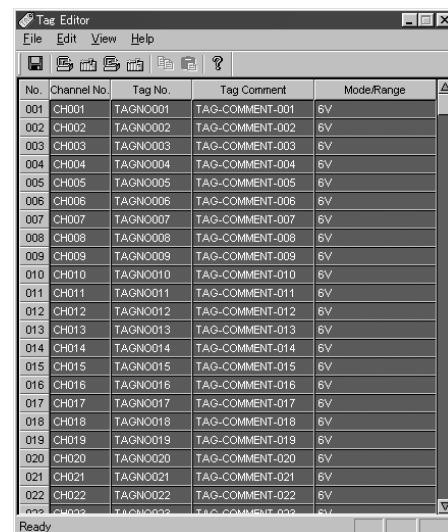 Tag Editor
File Edit View Help
No. Channel No. Tag No. Tag Comment Mode/Range
001 CH001 TAGNO001 TAG-COMMENT-001 6V
002 CH002 TAGNO002 TAG-COMMENT-002 6V
003 CH003 TAGNO003 TAG-COMMENT-003 6V
004 CH004 TAGNO004 TAG-COMMENT-004 6V
005 CH005 TAGNO005 TAG-COMMENT-005 6V
006 CH006 TAGNO006 TAG-COMMENT-006 6V
007 CH007 TAGNO007 TAG-COMMENT-007 6V
008 CH008 TAGNO008 TAG-COMMENT-008 6V
009 CH009 TAGNO009 TAG-COMMENT-009 6V
010 CH010 TAGNO010 TAG-COMMENT-010 6V
011 CH011 TAGNO011 TAG-COMMENT-011 6V
012 CH012 TAGNO012 TAG-COMMENT-012 6V
013 CH013 TAGNO013 TAG-COMMENT-013 6V
014 CH014 TAGNO014 TAG-COMMENT-014 6V
015 CH015 TAGNO015 TAG-COMMENT-015 6V
016 CH016 TAGNO016 TAG-COMMENT-016 6V
017 CH017 TAGNO017 TAG-COMMENT-017 6V
018 CH018 TAGNO018 TAG-COMMENT-018 6V
019 CH019 TAGNO019 TAG-COMMENT-019 6V
020 CH020 TAGNO020 TAG-COMMENT-020 6V
021 CH021 TAGNO021 TAG-COMMENT-021 6V
022 CH022 TAGNO022 TAG-COMMENT-022 6V
023 CH023 TAGNO023 TAG-COMMENT-023 6V
Ready